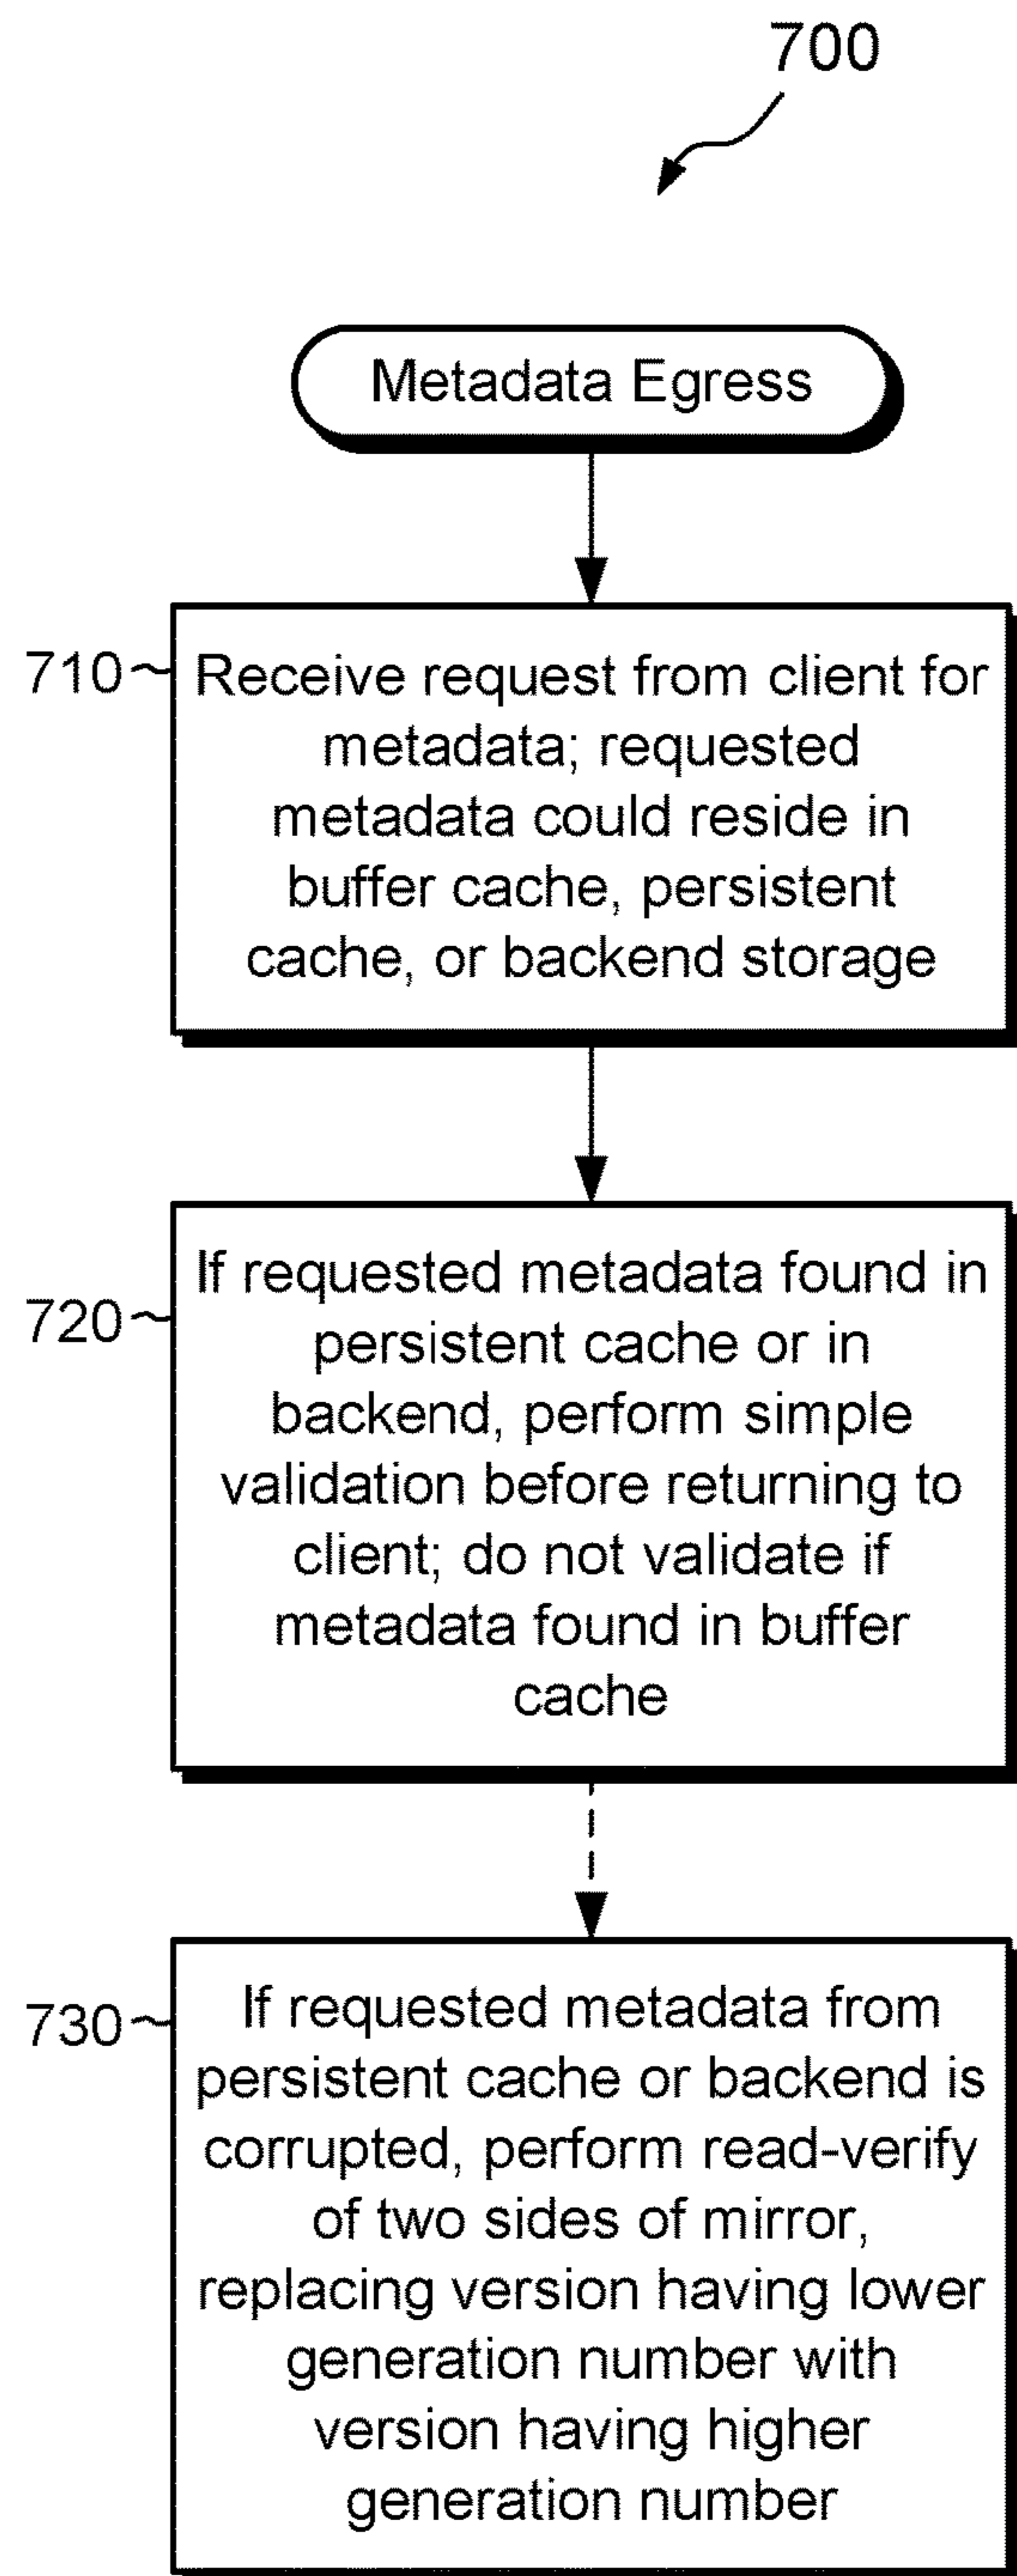 700
Metadata Egress
710
Receive request from client for
metadata; requested
metadata could reside in
buffer cache, persistent
cache, or backend storage
720
If requested metadata found in
persistent cache or in
backend, perform simple
validation before returning to
client; do not validate if
metadata found in buffer
cache
730
If requested metadata from
persistent cache or backend is
corrupted, perform read-verify
of two sides of mirror,
replacing version having lower
generation number with
version having higher
generation number